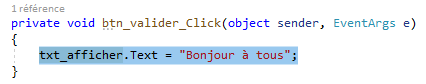 1 référence
private void btn_valider_Click(object sender, EventArgs e)
{
txt_afficher.Text = "Bonjour à tous";
}